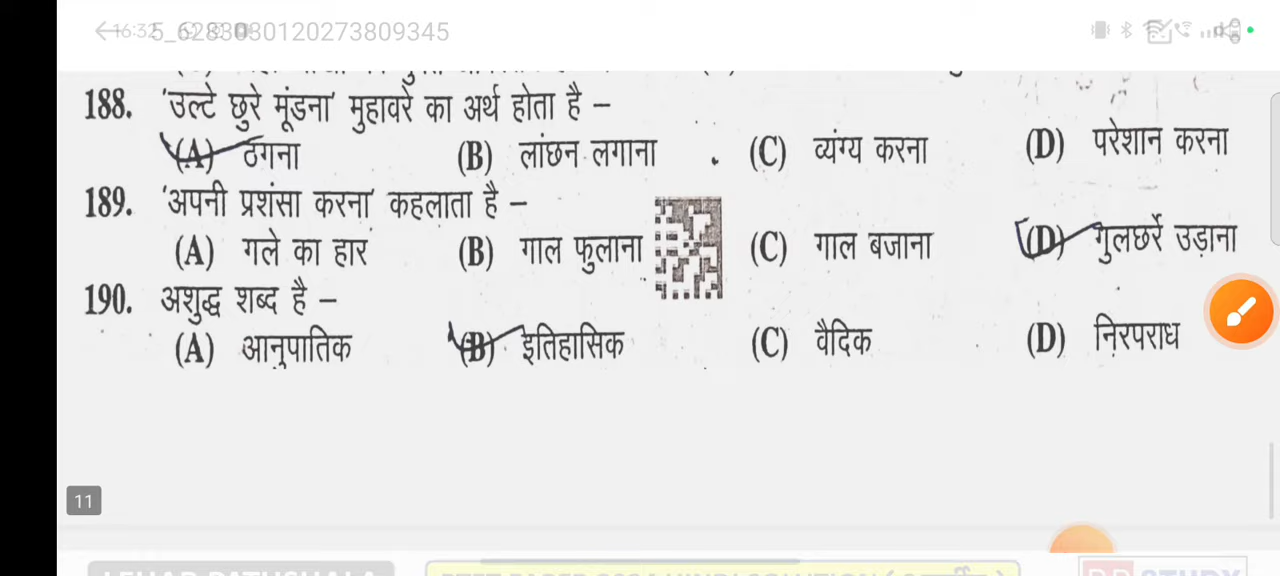 5_6283030120273809345
188. 'उल्टे छुरे मूंडना' मुहावरे का अर्थ होता है –
(A) ठगना (B) लांछन लगाना (C) व्यंग्य करना (D) परेशान करना
189. 'अपनी प्रशंसा करना' कहलाता है –
(A) गले का हार (B) गाल फुलाना (C) गाल बजाना (D) गुलछर्रे उड़ाना
190. अशुद्ध शब्द है –
(A) आनुपातिक (B) इतिहासिक (C) वैदिक (D) निरपराध
11